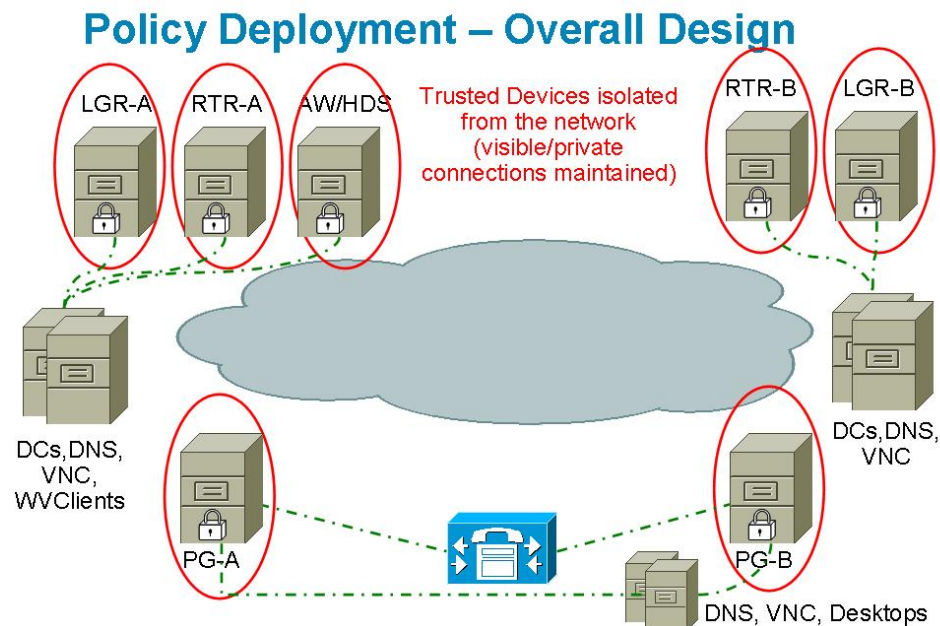 Policy Deployment – Overall Design
LGR-A
RTR-A
AW/HDS
Trusted Devices isolated
from the network
(visible/private
connections maintained)
RTR-B
LGR-B
DCs,DNS,
VNC,
WVClients
DCs,DNS,
VNC
PG-A
PG-B
DNS, VNC, Desktops